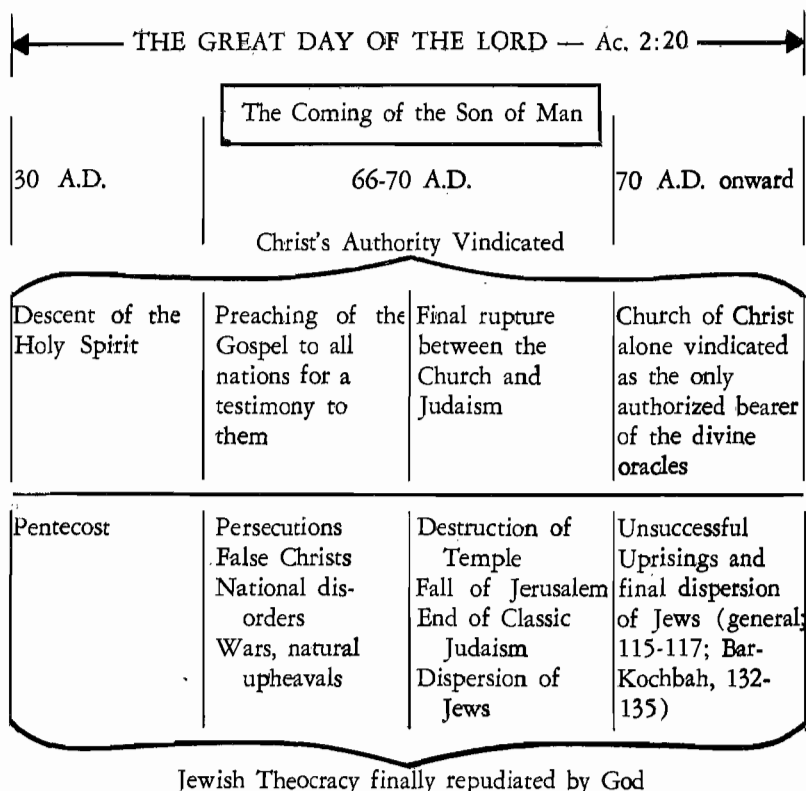 THE GREAT DAY OF THE LORD — Ac. 2:20
The Coming of the Son of Man
30 A.D.
66-70 A.D.
70 A.D. onward
Christ's Authority Vindicated
Descent of the
Holy Spirit
Preaching of the
Gospel to all
nations for a
testimony to
them
Final rupture
between the
Church and
Judaism
Church of Christ
alone vindicated
as the only
authorized bearer
of the divine
oracles
Pentecost
Persecutions
False Christs
National dis-
orders
Wars, natural
upheavals
Destruction of
Temple
Fall of Jerusalem
End of Classic
Judaism
Dispersion of
Jews
Unsuccessful
Uprisings and
final dispersion
of Jews (general;
115-117; Bar-
Kochbah, 132-
135)
Jewish Theocracy finally repudiated by God